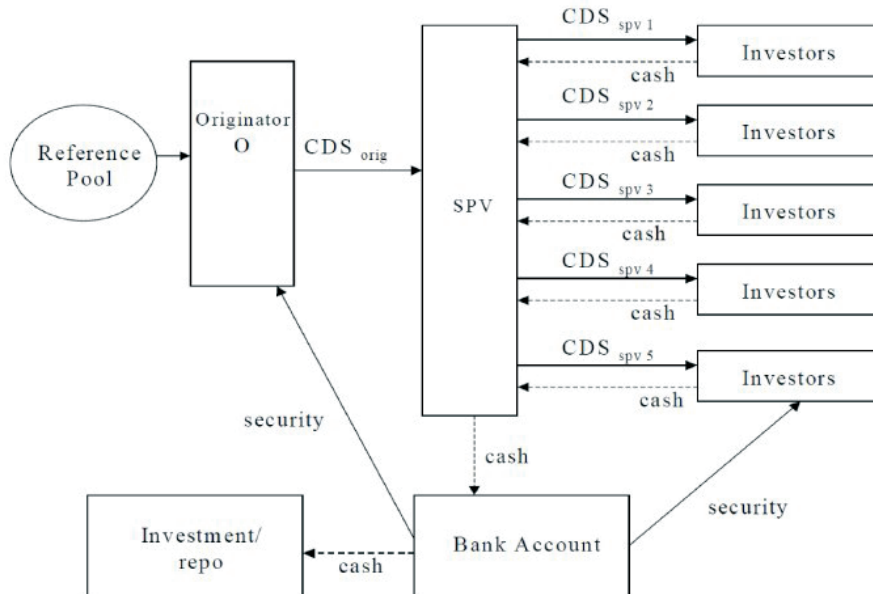 CDS spv 1
Investors
cash
CDS spv 2
Investors
cash
Originator
O
CDS orig
Reference
Pool
CDS spv 3
SPV
Investors
cash
CDS spv 4
Investors
cash
CDS spv 5
Investors
cash
security
cash
security
Investment/
repo
cash
Bank Account